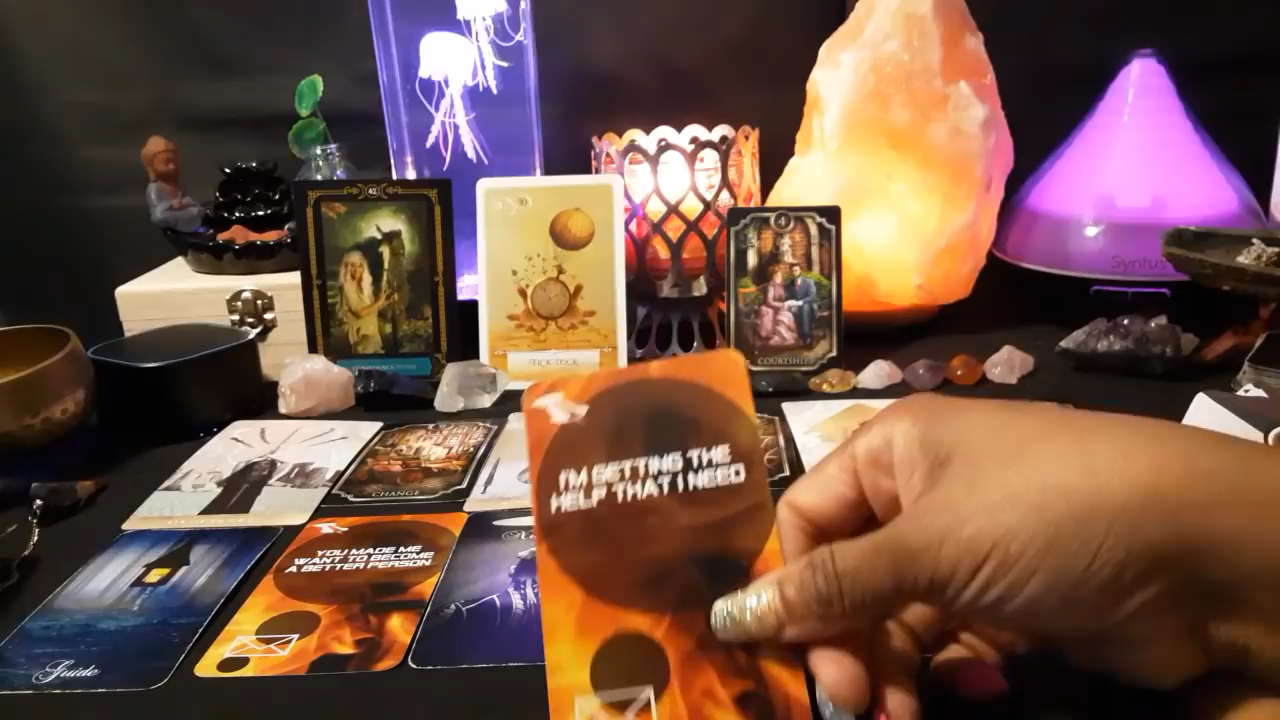 42
30
TICK-TOCK
4
COURTSHIP
Syntus
I'M GETTING THE
HELP THAT I NEED
CHANGE
YOU MADE ME
WANT TO BECOME
A BETTER PERSON
Guide